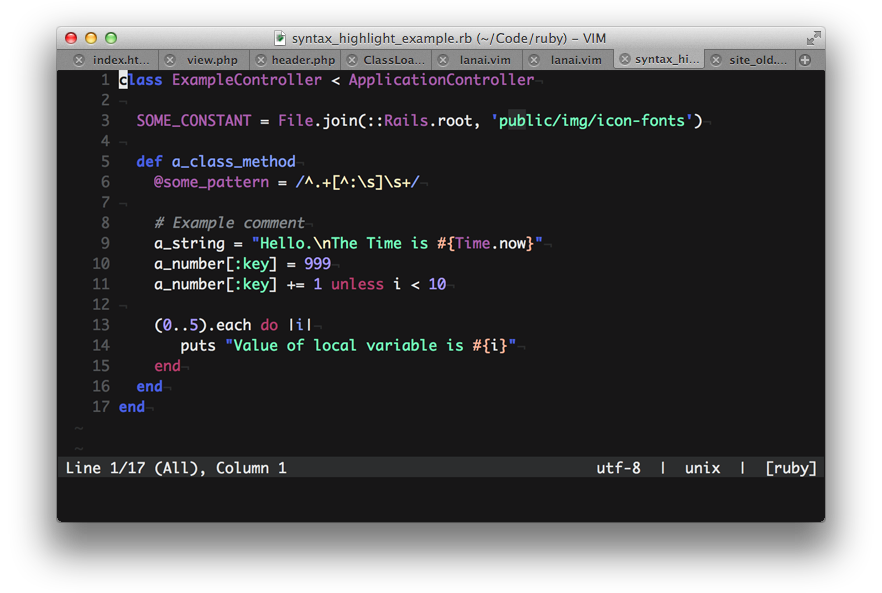 syntax_highlight_example.rb (~/Code/ruby) – VIM
index.ht... view.php header.php ClassLoa... lanai.vim lanai.vim syntax_hi... site_old....
1 class ExampleController < ApplicationController¬
2 ¬
3   SOME_CONSTANT = File.join(::Rails.root, 'public/img/icon-fonts')¬
4 ¬
5   def a_class_method¬
6     @some_pattern = /^.+[^:\s]\s+/¬
7 ¬
8     # Example comment¬
9     a_string = "Hello.\nThe Time is #{Time.now}"¬
10     a_number[:key] = 999¬
11     a_number[:key] += 1 unless i < 10¬
12 ¬
13     (0..5).each do |i|¬
14        puts "Value of local variable is #{i}"¬
15     end¬
16   end¬
17 end¬
~
~
Line 1/17 (All), Column 1 utf-8 | unix | [ruby]